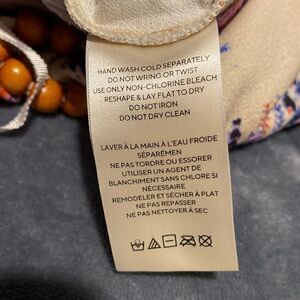 HAND WASH COLD SEPARATELY
DO NOT WRING OR TWIST
USE ONLY NON-CHLORINE BLEACH
RESHAPE & LAY FLAT TO DRY
DO NOT IRON
DO NOT DRY CLEAN
LAVER À LA MAIN À L'EAU FROIDE
SÉPARÉMEN
NE PAS TORDRE OU ESSORER
UTILISER UN AGENT DE
BLANCHIMENT SANS CHLORE SI
NÉCESSAIRE
REMODELER ET SÉCHER À PLAT
NE PAS REPASSER
NE PAS NETTOYER À SEC